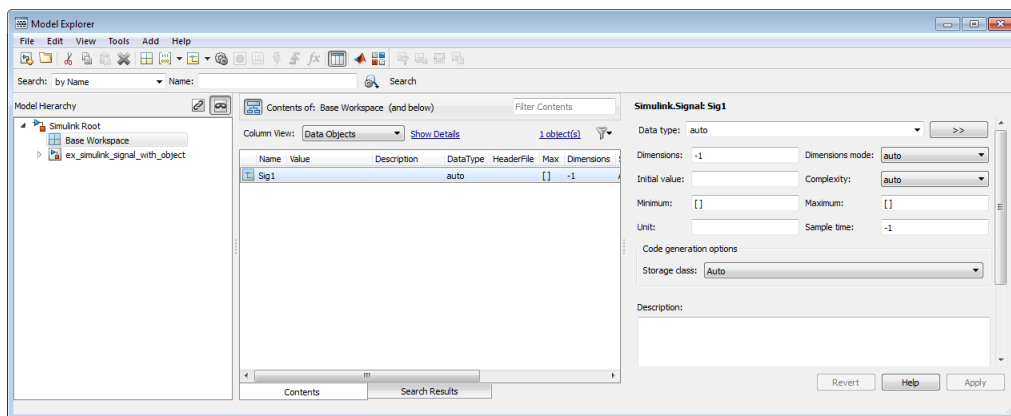 Model Explorer
File Edit View Tools Add Help
fx
Search: by Name Name: Search
Model Hierarchy
Simulink Root
Base Workspace
ex_simulink_signal_with_object
Contents of: Base Workspace (and below) Filter Contents
Column View: Data Objects Show Details 1 object(s)
Name Value Description DataType HeaderFile Max Dimensions
Sig1 auto [] -1
Contents Search Results
Simulink.Signal: Sig1
Data type: auto >>
Dimensions: -1 Dimensions mode: auto
Initial value: Complexity: auto
Minimum: [] Maximum: []
Unit: Sample time: -1
Code generation options
Storage class: Auto
Description:
Revert Help Apply